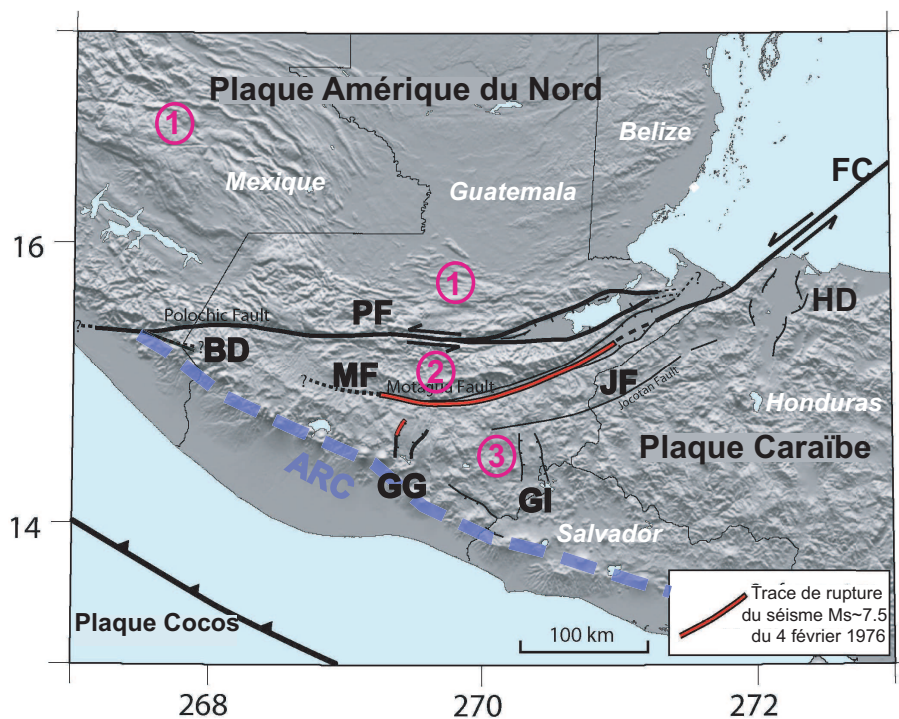 Plaque Amérique du Nord
1
Belize
FC
Mexique
Guatemala
16
1
?
HD
Polochic Fault
PF
?
?
BD
2
MF
?
Motagua Fault
JF
Jocotan Fault
Honduras
3
Plaque Caraïbe
ARC
GG
GI
14
Salvador
Plaque Cocos
100 km
Trace de rupture
du séisme Ms~7.5
du 4 février 1976
268
270
272